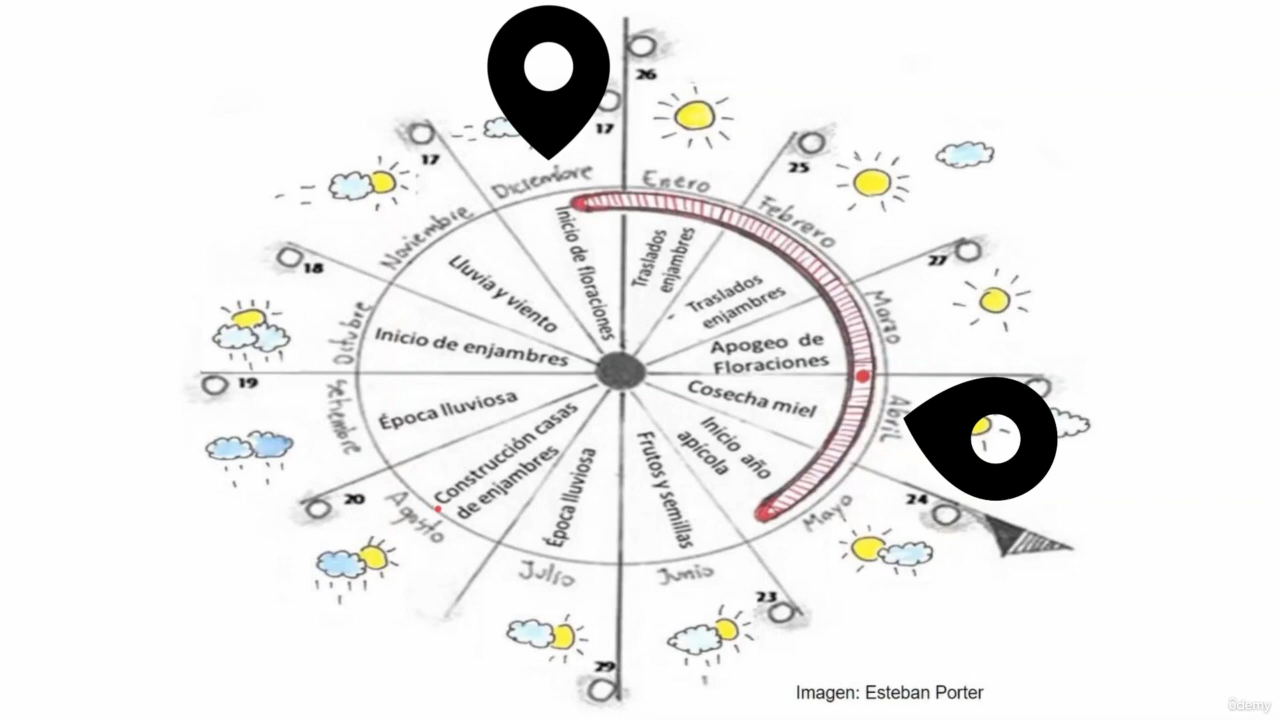 26
17
17
25
Diciembre
Enero
Febrero
Noviembre
27
18
Inicio de floraciones
Traslados
enjambres
Lluvia y viento
Traslados
enjambres
Marzo
Octubre
Inicio de enjambres
Apogeo de
Floraciones
19
Setiembre
Época lluviosa
Cosecha miel
Abril
Construcción casas
de enjambres
Inicio año
apícola
20
24
Agosto
Época lluviosa
Frutos y semillas
Mayo
Julio
Junio
23
29
Imagen: Esteban Porter
ûdemy